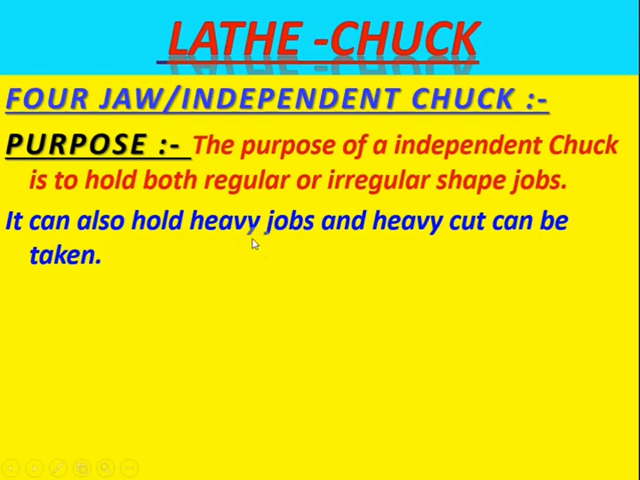 LATHE -CHUCK
FOUR JAW/INDEPENDENT CHUCK :-
PURPOSE :- The purpose of a independent Chuck
is to hold both regular or irregular shape jobs.
It can also hold heavy jobs and heavy cut can be
taken.